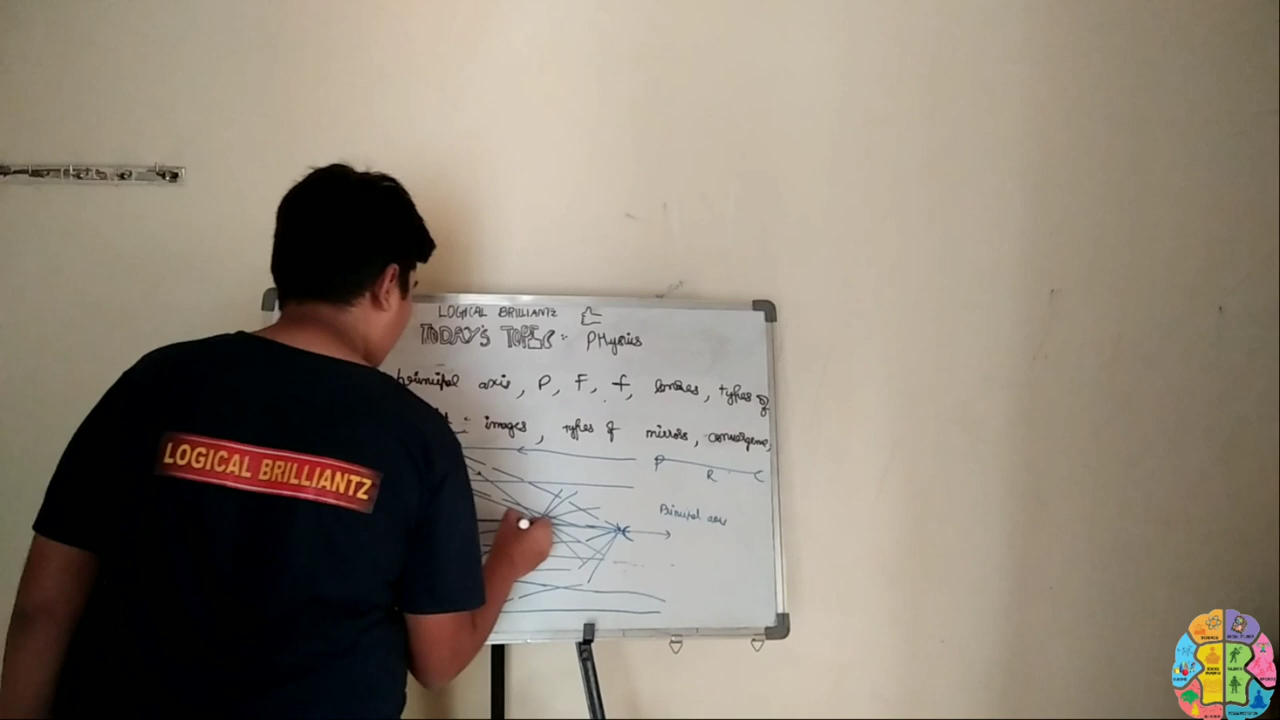 LOGICAL BRILLIANTZ
TODAY'S TOPIC :- PHysics
principal axis, P, F, f, lenses, types of
: images, types of mirrors, convergence,
P R C
Principal axis
LOGICAL BRILLIANTZ